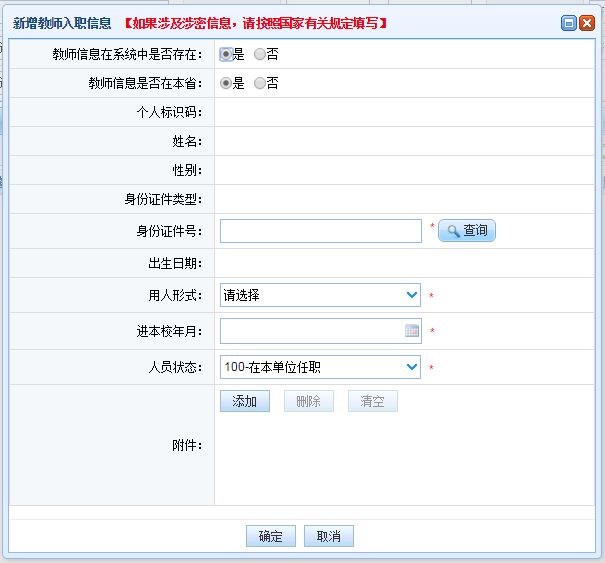 新增教师入职信息 【如果涉及涉密信息，请按照国家有关规定填写】
教师信息在系统中是否存在： 是 否
教师信息是否在本省： 是 否
个人标识码：
姓名：
性别：
身份证件类型：
身份证件号： * 查询
出生日期：
用人形式： 请选择 *
进本校年月： *
人员状态： 100-在本单位任职 *
添加 删除 清空
附件：
确定 取消